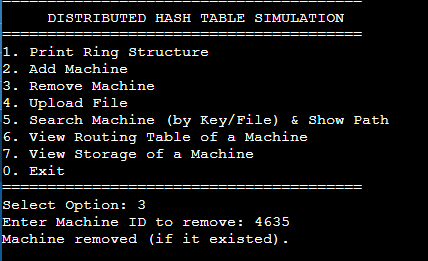 ========================================
DISTRIBUTED HASH TABLE SIMULATION
========================================
1. Print Ring Structure
2. Add Machine
3. Remove Machine
4. Upload File
5. Search Machine (by Key/File) & Show Path
6. View Routing Table of a Machine
7. View Storage of a Machine
0. Exit
========================================
Select Option: 3
Enter Machine ID to remove: 4635
Machine removed (if it existed).